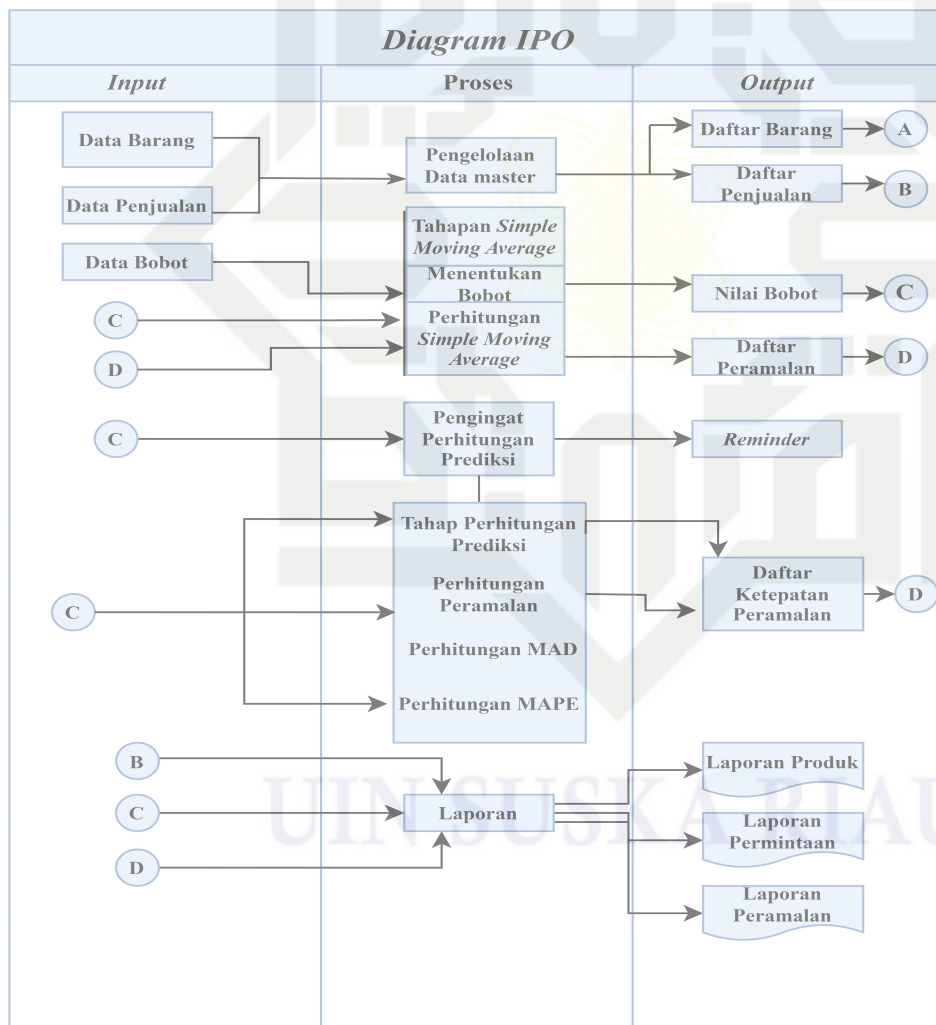 Diagram IPO
Input
Proses
Output
Data Barang
Data Penjualan
Pengelolaan
Data master
Daftar Barang
A
Daftar
Penjualan
B
Data Bobot
Tahapan Simple
Moving Average
Menentukan
Bobot
Nilai Bobot
C
C
D
Perhitungan
Simple Moving
Average
Daftar
Peramalan
D
C
Pengingat
Perhitungan
Prediksi
Reminder
C
Tahap Perhitungan
Prediksi
Perhitungan
Peramalan
Perhitungan MAD
Perhitungan MAPE
Daftar
Ketepatan
Peramalan
D
B
C
D
Laporan
Laporan Produk
Laporan
Permintaan
Laporan
Peramalan
UIN SUSKA RIAU